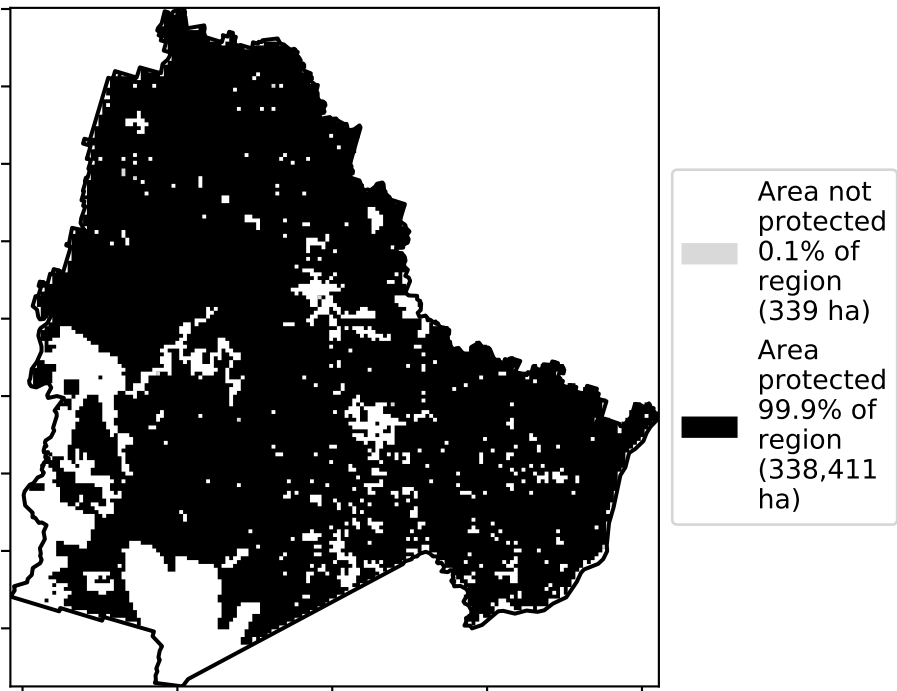 Area not
protected
0.1% of
region
(339 ha)
Area
protected
99.9% of
region
(338,411
ha)